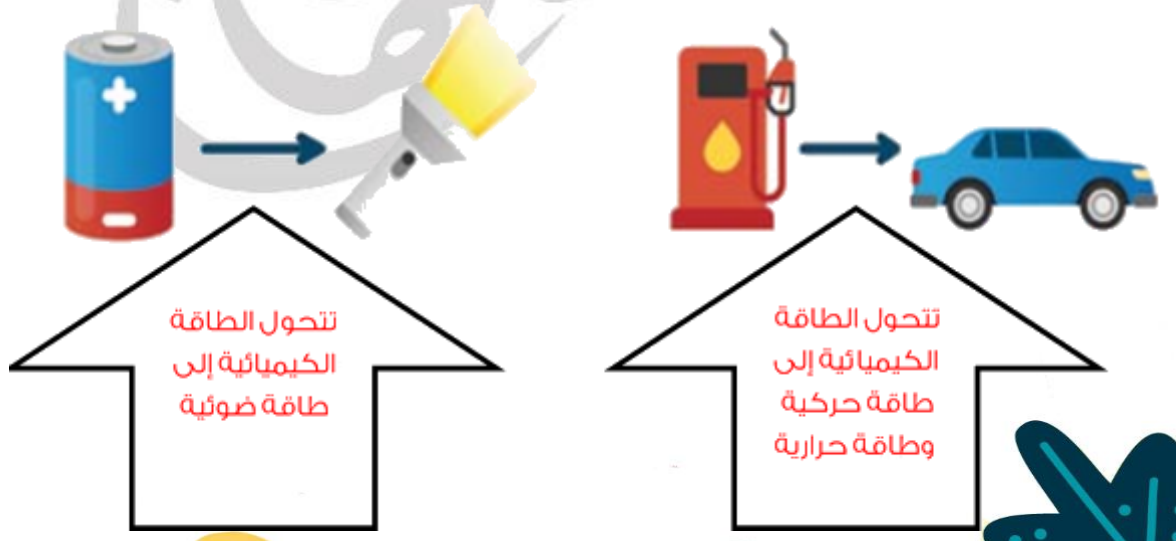 تتحول الطاقة
الكيميائية إلى
طاقة حركية
وطاقة حرارية
تتحول الطاقة
الكيميائية إلى
طاقة ضوئية